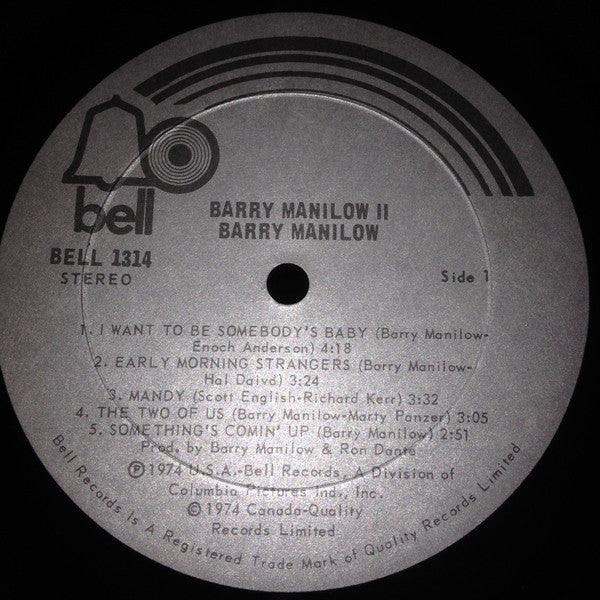 bell
BARRY MANILOW II
BARRY MANILOW
BELL 1314
STEREO
Side 1
1. I WANT TO BE SOMEBODY'S BABY (Barry Manilow-
Enoch Anderson) 4:18
2. EARLY MORNING STRANGERS (Barry Manilow-
Hal Daivd) 3:24
3. MANDY (Scott English-Richard Kerr) 3:32
4. THE TWO OF US (Barry Manilow-Marty Panzer) 3:05
5. SOMETHING'S COMIN' UP (Barry Manilow) 2:51
Prod. by Barry Manilow & Ron Dante
Ⓟ1974 U.S.A.-Bell Records, A Division of
Columbia Pictures Ind., Inc.
©1974 Canada-Quality
Records Limited
Bell Records Is A Registered Trade Mark of Quality Records Limited